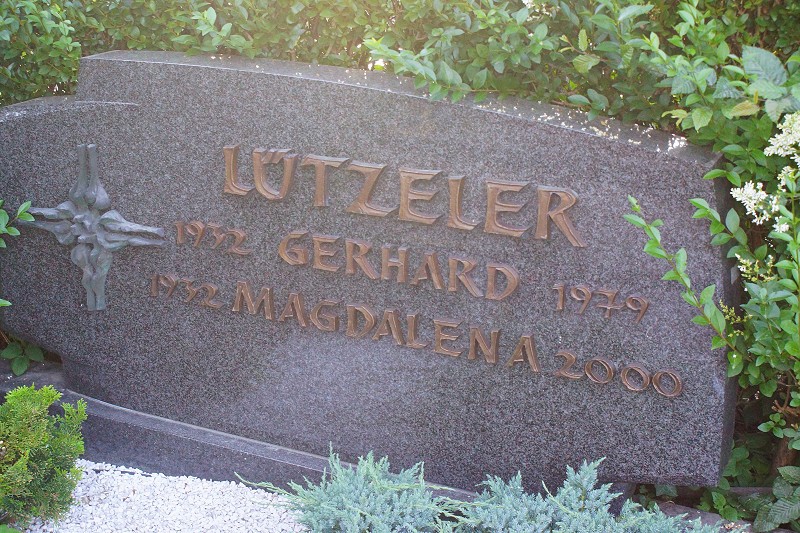 LÜTZELER
1932 GERHARD 1979
1932 MAGDALENA 2000